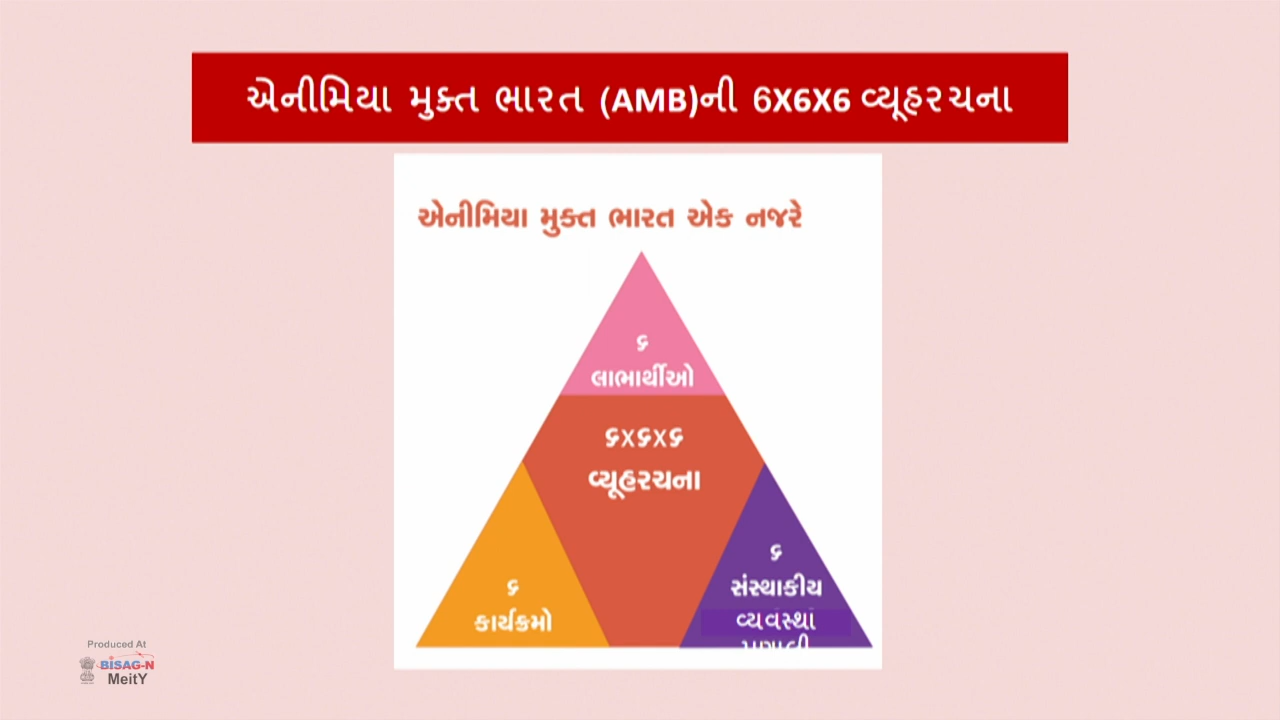 એનીમિયા મુક્ત ભારત (AMB)ની 6X6X6 વ્યૂહરચના
એનીમિયા મુક્ત ભારત એક નજરે
૬
લાભાર્થીઓ
૬X૬X૬
વ્યૂહરચના
૬
કાર્યક્રમો
૬
સંસ્થાકીય
વ્યવસ્થા
Produced At
BISAG-N
MeitY